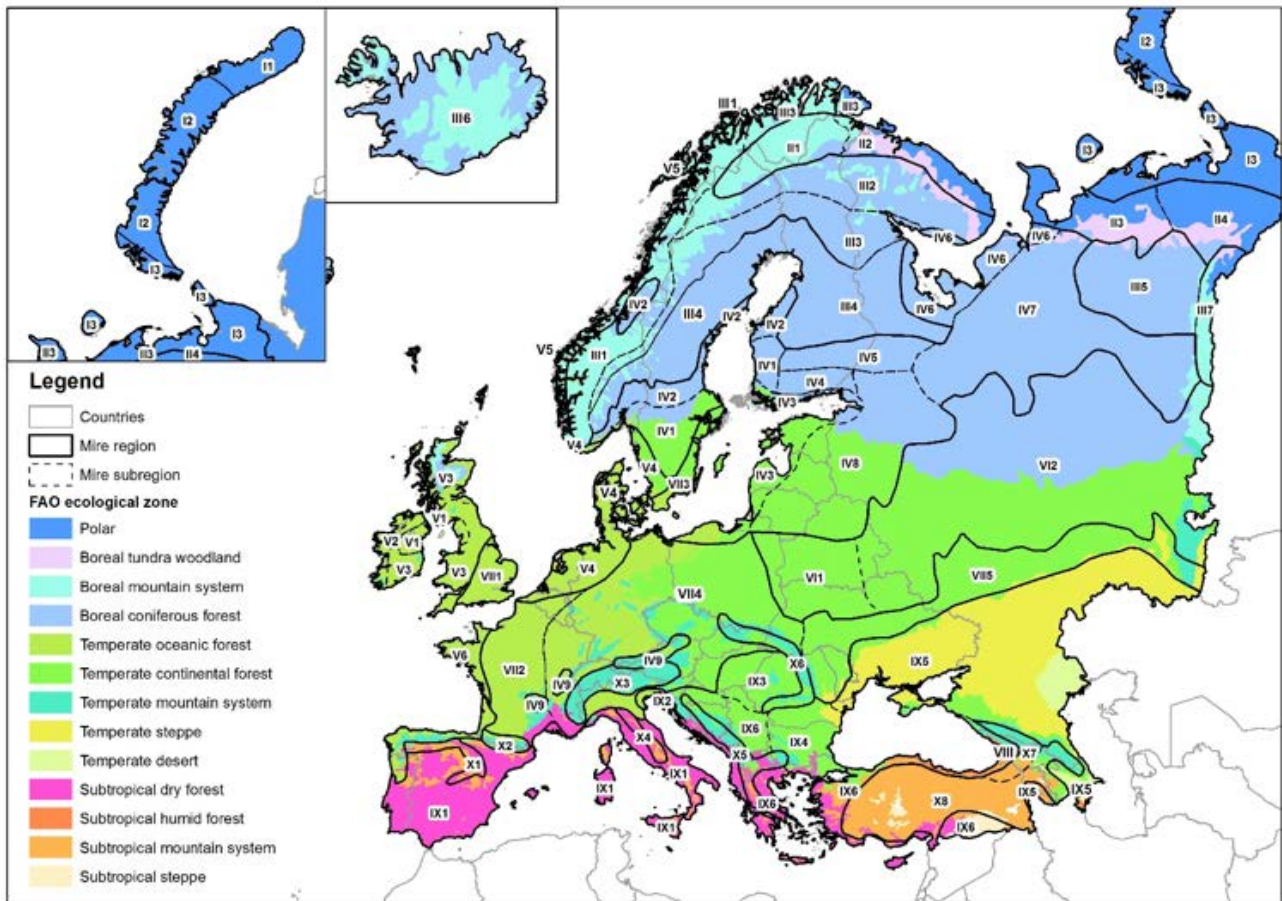 I1
I2
I2
I3
I3
I3
I3
II3
II3
II4
III6
Legend
Countries
Mire region
Mire subregion
FAO ecological zone
Polar
Boreal tundra woodland
Boreal mountain system
Boreal coniferous forest
Temperate oceanic forest
Temperate continental forest
Temperate mountain system
Temperate steppe
Temperate desert
Subtropical dry forest
Subtropical humid forest
Subtropical mountain system
Subtropical steppe
I2
I3
I3
I3
I3
III1
III3
III3
V5
II1
II2
III2
II3
II4
III3
IV6
IV6
IV6
IV6
III5
IV7
III7
IV2
III4
IV2
III4
IV2
V5
III1
IV1
IV5
IV4
IV2
IV3
IV1
V4
V4
VII3
IV3
IV8
VI2
V3
V1
V2
V1
V3
V3
VII1
V4
V4
VII4
VI1
VII5
V6
VII2
IV9
IV9
IV9
X3
X6
IX3
IX5
IX2
X2
X1
X4
IX6
X5
IX4
IX1
IX1
IX1
IX1
IX6
IX6
VIII
X7
IX5
IX5
X8
IX6